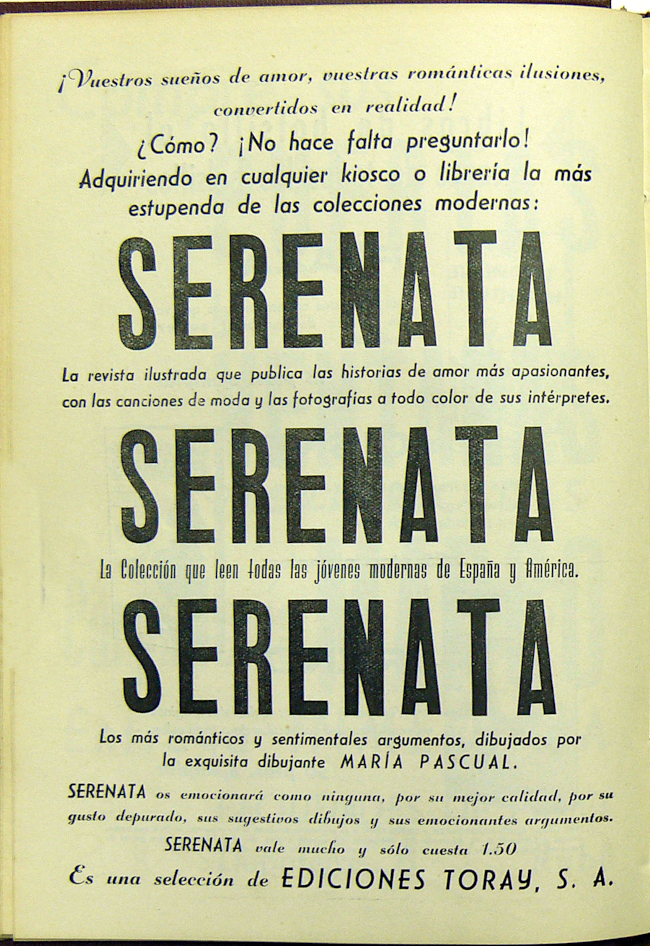 ¡Vuestros sueños de amor, vuestras románticas ilusiones,
convertidos en realidad!
¿Cómo? ¡No hace falta preguntarlo!
Adquiriendo en cualquier kiosco o librería la más
estupenda de las colecciones modernas:
SERENATA
La revista ilustrada que publica las historias de amor más apasionantes,
con las canciones de moda y las fotografías a todo color de sus intérpretes.
SERENATA
La Colección que leen todas las jóvenes modernas de España y América.
SERENATA
Los más románticos y sentimentales argumentos, dibujados por
la exquisita dibujante MARÍA PASCUAL.
SERENATA os emocionará como ninguna, por su mejor calidad, por su
gusto depurado, sus sugestivos dibujos y sus emocionantes argumentos.
SERENATA vale mucho y sólo cuesta 1.50
Es una selección de EDICIONES TORAY, S. A.